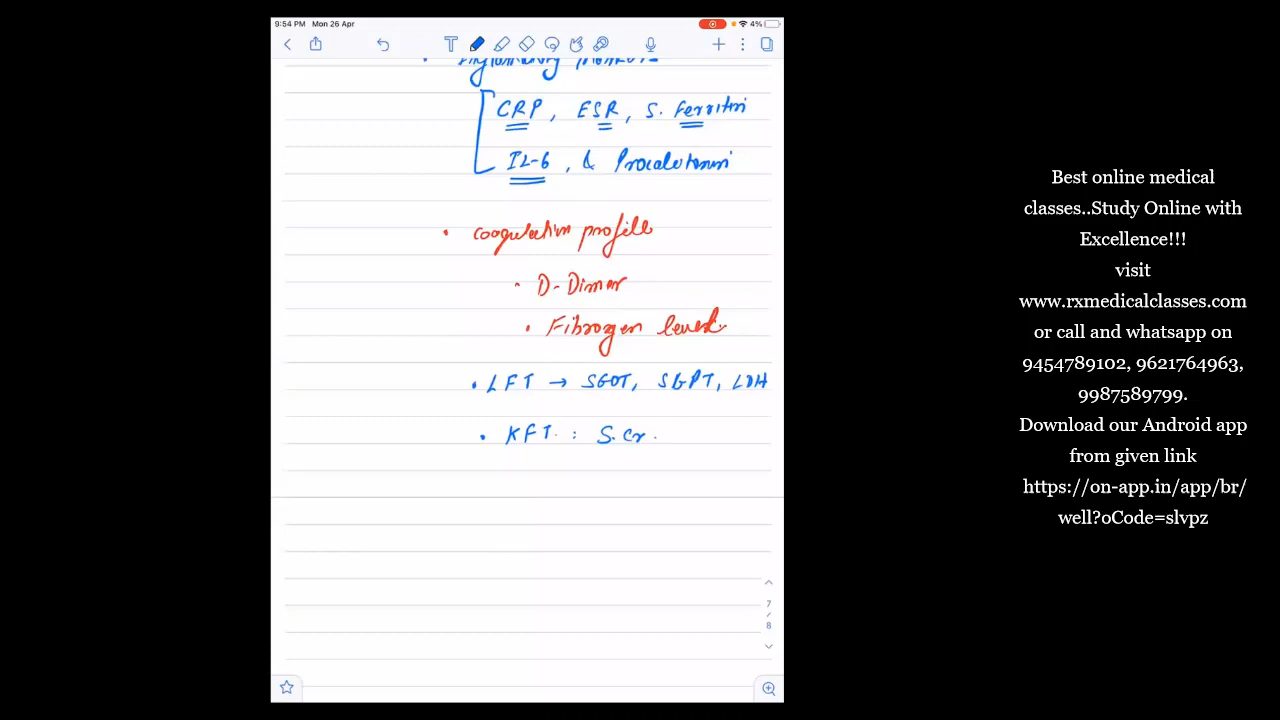 9:54 PM Mon 26 Apr
4%
CRP, ESR, S. Ferritin
IL-6, &
• coagulation profile
• D-Dimer
• Fibrogen level
• LFT → SGOT, SGPT, LDH
• KFT. : S. Cr.
7
/
8
Best online medical
classes..Study Online with
Excellence!!!
visit
www.rxmedicalclasses.com
or call and whatsapp on
9454789102, 9621764963,
9987589799.
Download our Android app
from given link
https://on-app.in/app/br/
well?oCode=slvpz